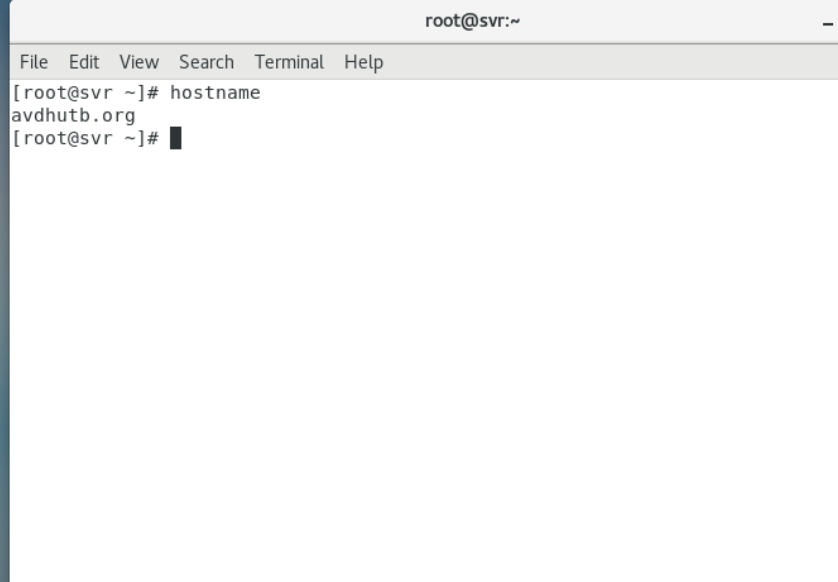 root@svr:~
File Edit View Search Terminal Help
[root@svr ~]# hostname
avdhutb.org
[root@svr ~]#